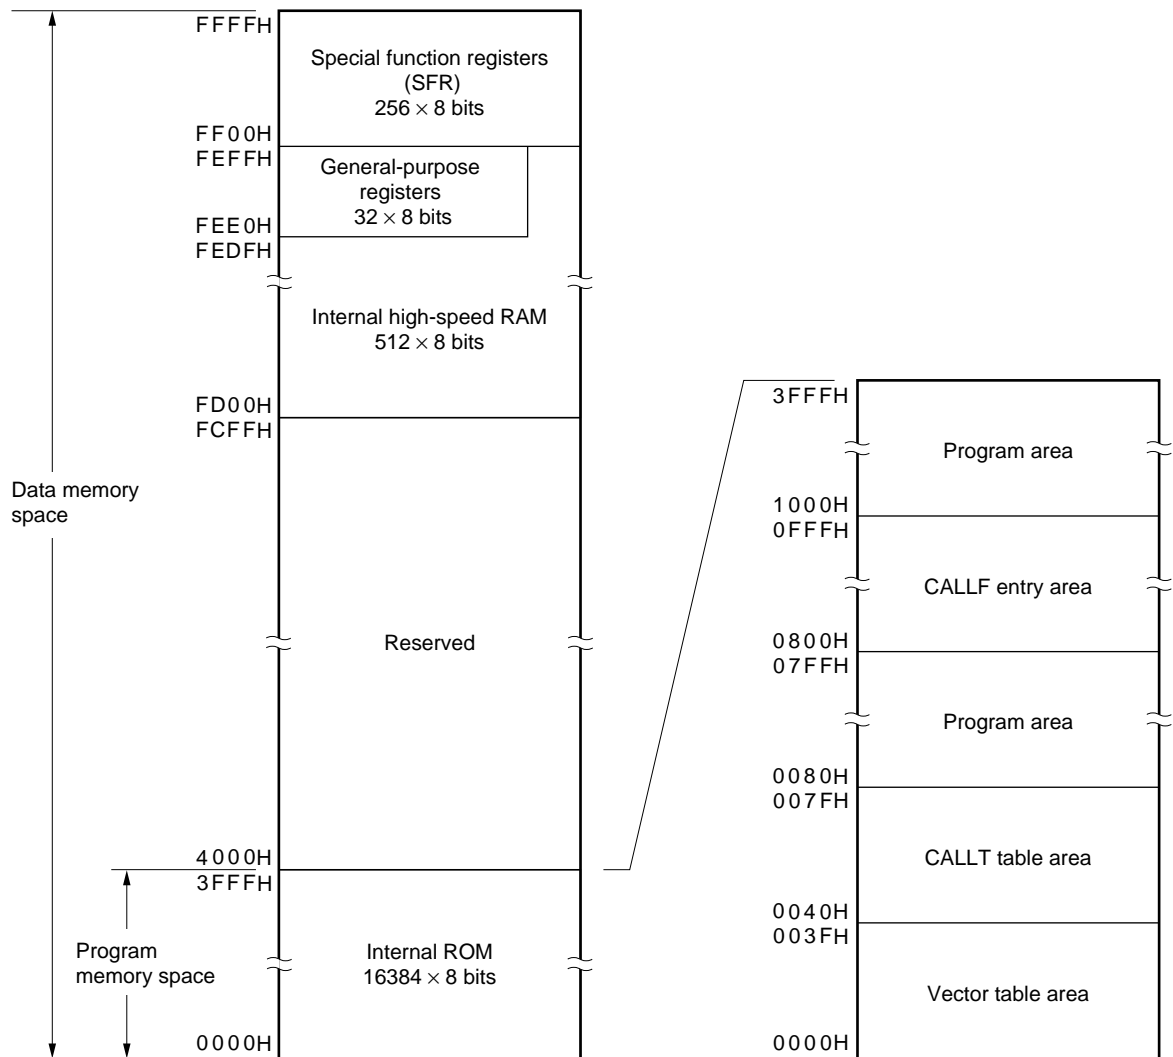 FFFFH
Special function registers
(SFR)
256 × 8 bits
FF00H
FEFFH
General-purpose
registers
32 × 8 bits
FEE0H
FEDFH
Internal high-speed RAM
512 × 8 bits
FD00H
FCFFH
Data memory
space
Reserved
4000H
3FFFH
Program
memory space
Internal ROM
16384 × 8 bits
0000H
3FFFH
Program area
1000H
0FFFH
CALLF entry area
0800H
07FFH
Program area
0080H
007FH
CALLT table area
0040H
003FH
Vector table area
0000H